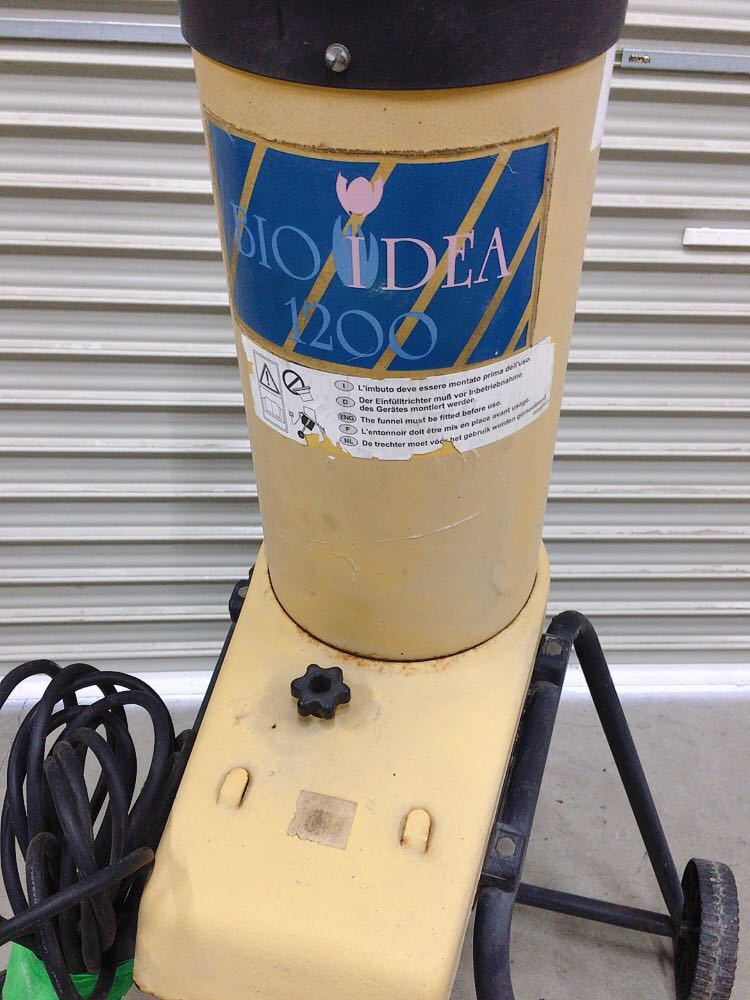 BIO IDEA
1200
I L'imbuto deve essere montato prima dell'uso.
D Der Einfülltrichter muß vor Inbetriebnahme
des Gerätes montiert werden.
ENG The funnel must be fitted before use.
F L'entonnoir doit être mis en place avant usage.
NL De trechter moet vóór het gebruik worden gemonteerd